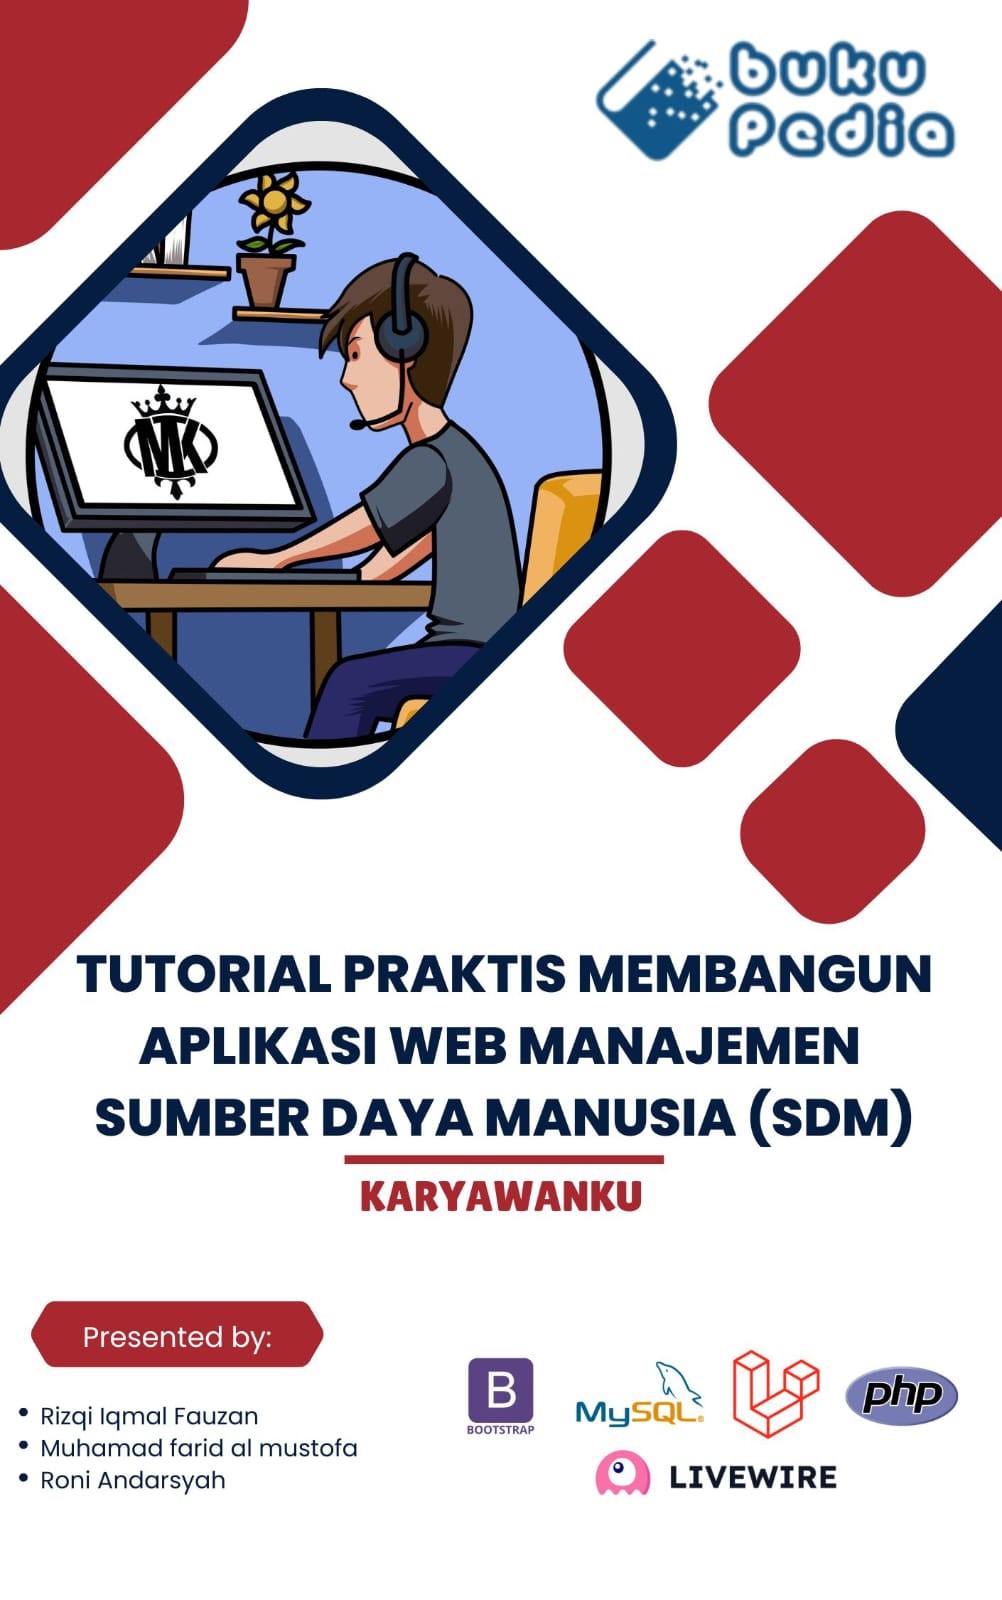 buku
Pedia
MIK
TUTORIAL PRAKTIS MEMBANGUN
APLIKASI WEB MANAJEMEN
SUMBER DAYA MANUSIA (SDM)
KARYAWANKU
Presented by:
• Rizqi Iqmal Fauzan
• Muhamad farid al mustofa
• Roni Andarsyah
B
BOOTSTRAP
MySQL®
php
LIVEWIRE